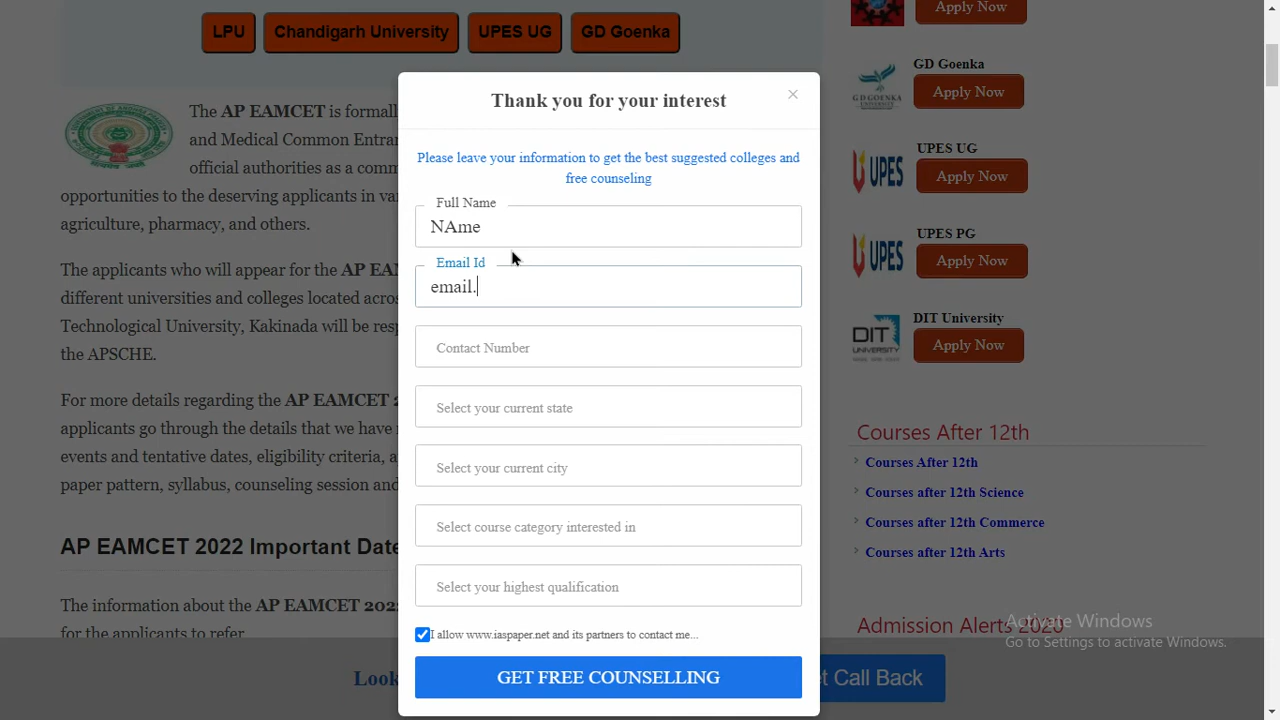 LPU
Chandigarh University
UPES UG
GD Goenka
The AP EAMCET is formall
and Medical Common Entran
official authorities as a comm
opportunities to the deserving applicants in va
agriculture, pharmacy, and others.
The applicants who will appear for the AP EA
different universities and colleges located acros
Technological University, Kakinada will be resp
the APSCHE.
For more details regarding the AP EAMCET 2
applicants go through the details that we have
events and tentative dates, eligibility criteria, a
paper pattern, syllabus, counseling session and
AP EAMCET 2022 Important Date
The information about the AP EAMCET 2022
for the applicants to refer.
Look
Thank you for your interest
×
Please leave your information to get the best suggested colleges and
free counseling
Full Name
NAme
Email Id
email.
Contact Number
Select your current state
Select your current city
Select course category interested in
Select your highest qualification
I allow www.iaspaper.net and its partners to contact me...
GET FREE COUNSELLING
t Call Back
Apply Now
GD GOENKA
UNIVERSITY
GD Goenka
Apply Now
UPES
UPES UG
Apply Now
UPES
UPES PG
Apply Now
DIT
UNIVERSITY
DIT University
Apply Now
Courses After 12th
Courses After 12th
Courses after 12th Science
Courses after 12th Commerce
Courses after 12th Arts
Admission Alerts 2020
Activate Windows
Go to Settings to activate Windows.